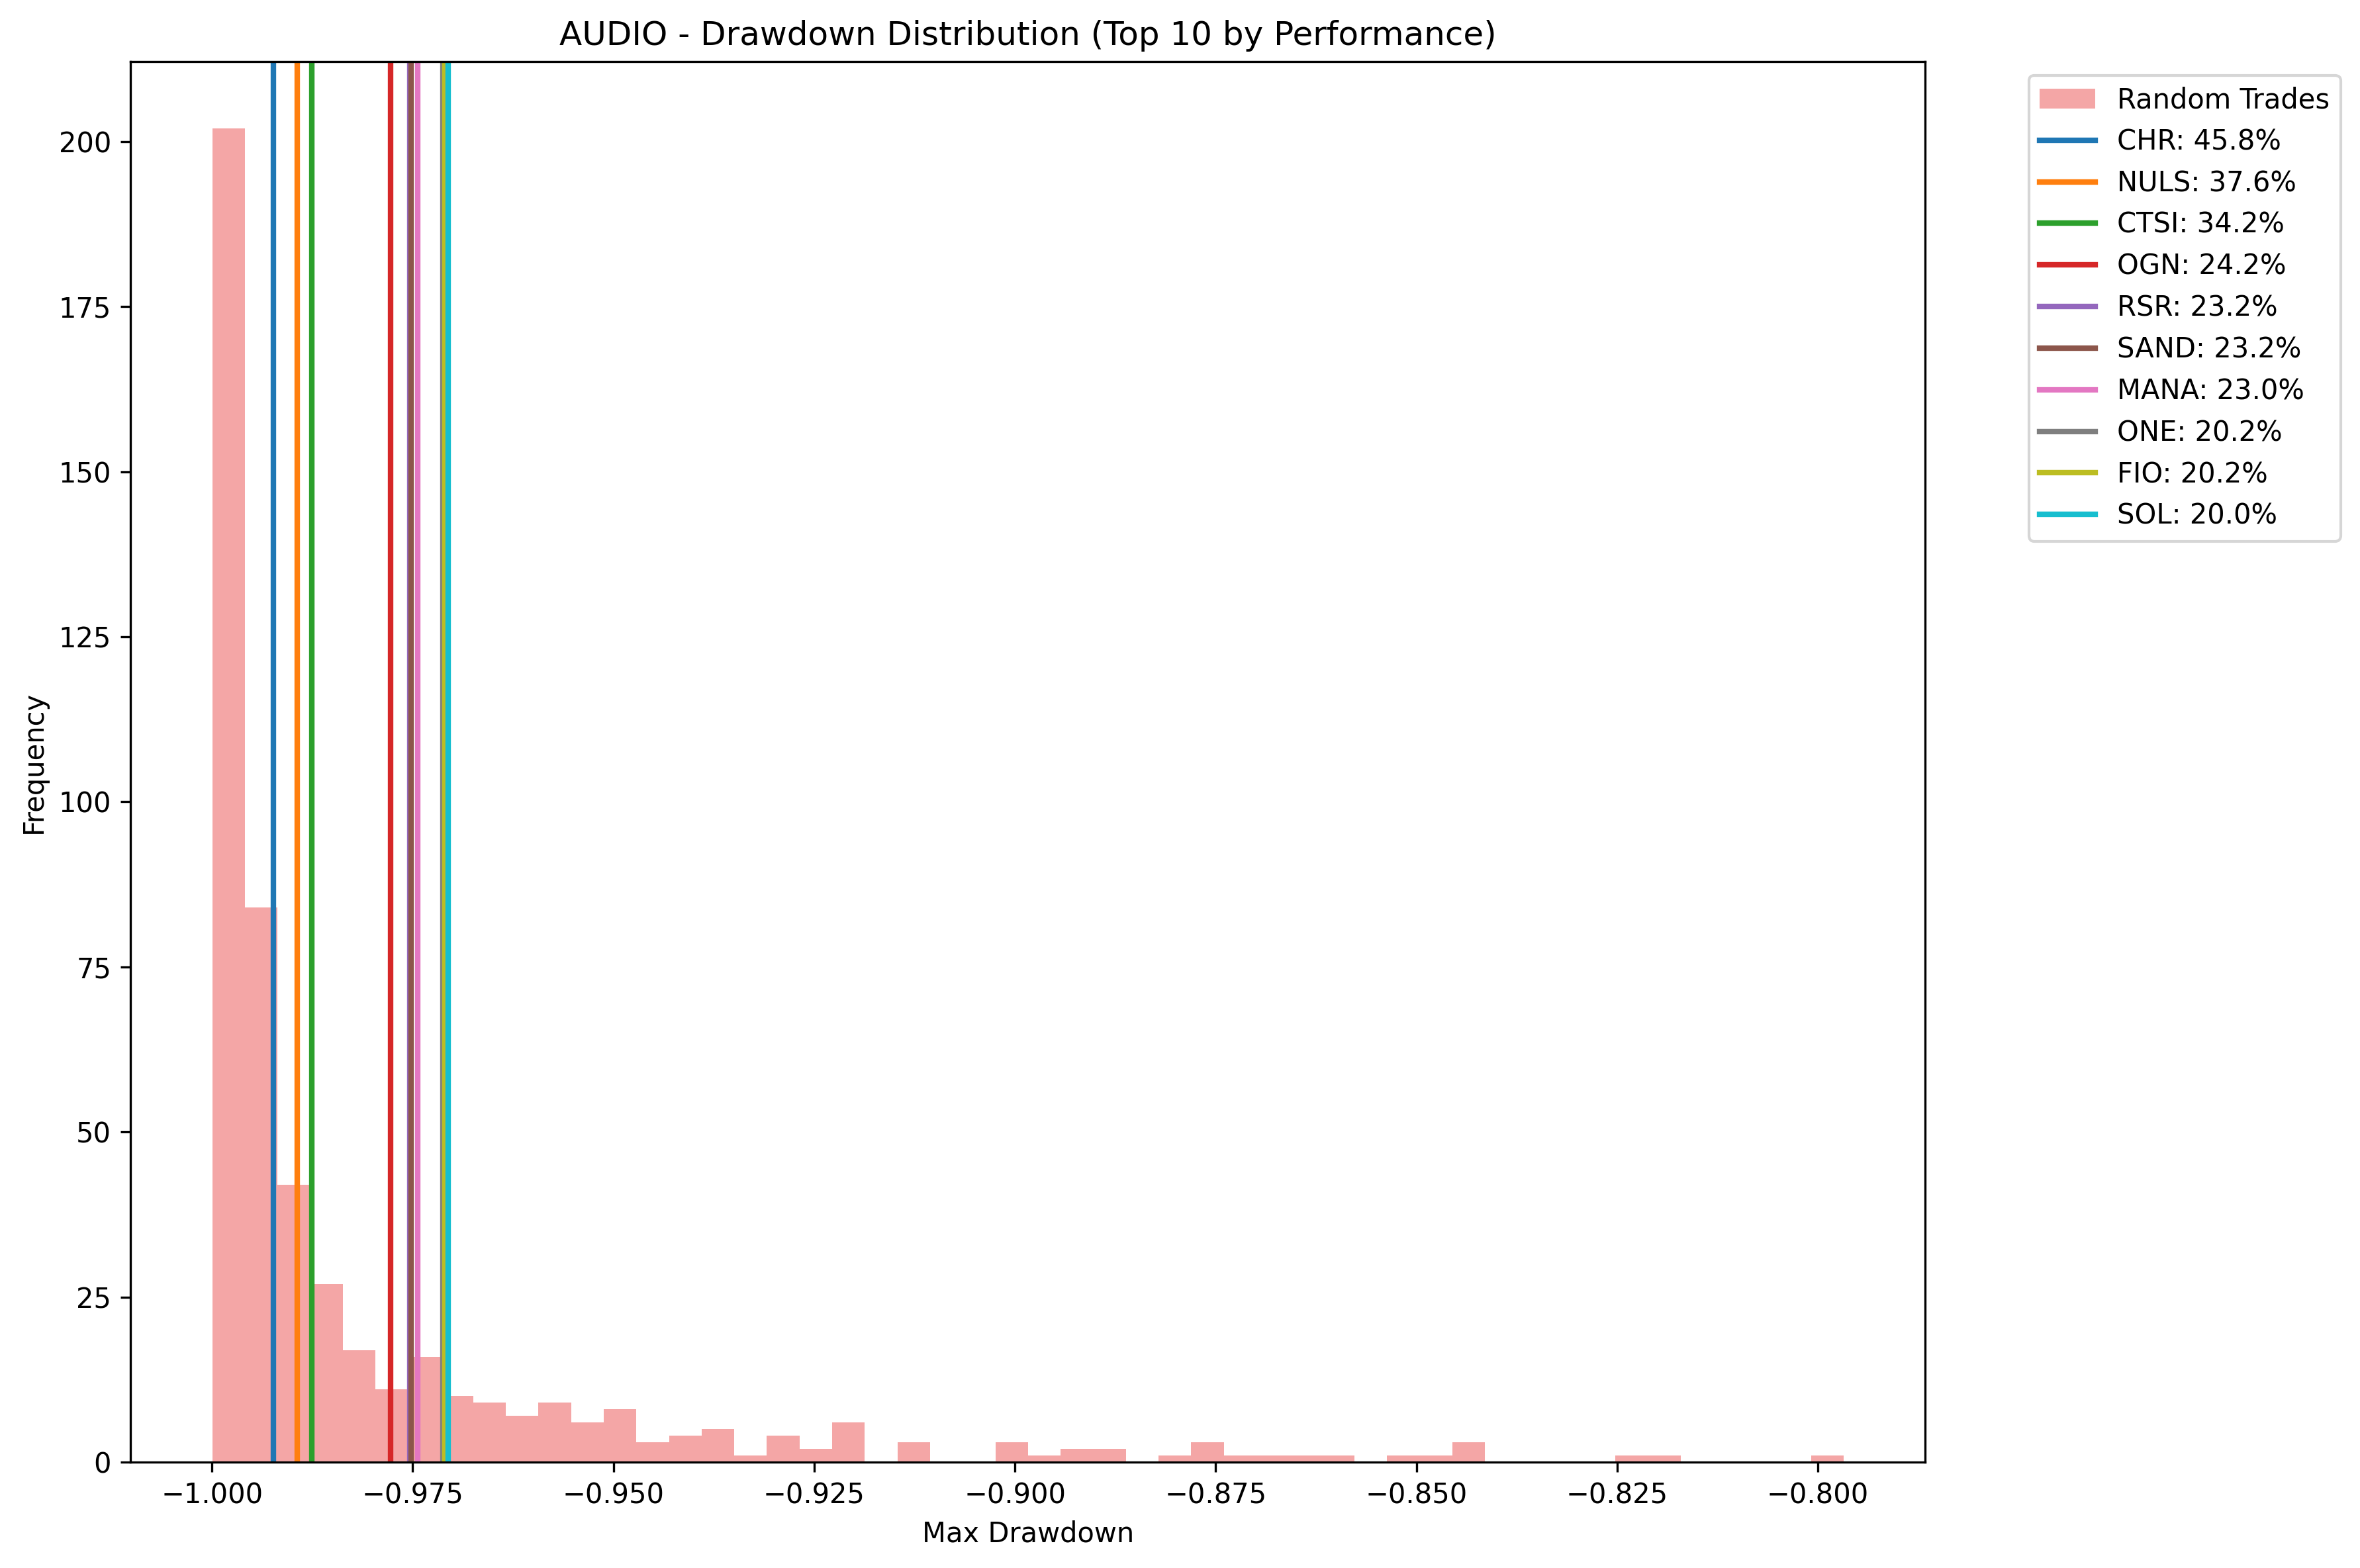 AUDIO - Drawdown Distribution (Top 10 by Performance)
Frequency
200
175
150
125
100
75
50
25
0
−1.000
−0.975
−0.950
−0.925
−0.900
−0.875
−0.850
−0.825
−0.800
Max Drawdown
Random Trades
CHR: 45.8%
NULS: 37.6%
CTSI: 34.2%
OGN: 24.2%
RSR: 23.2%
SAND: 23.2%
MANA: 23.0%
ONE: 20.2%
FIO: 20.2%
SOL: 20.0%